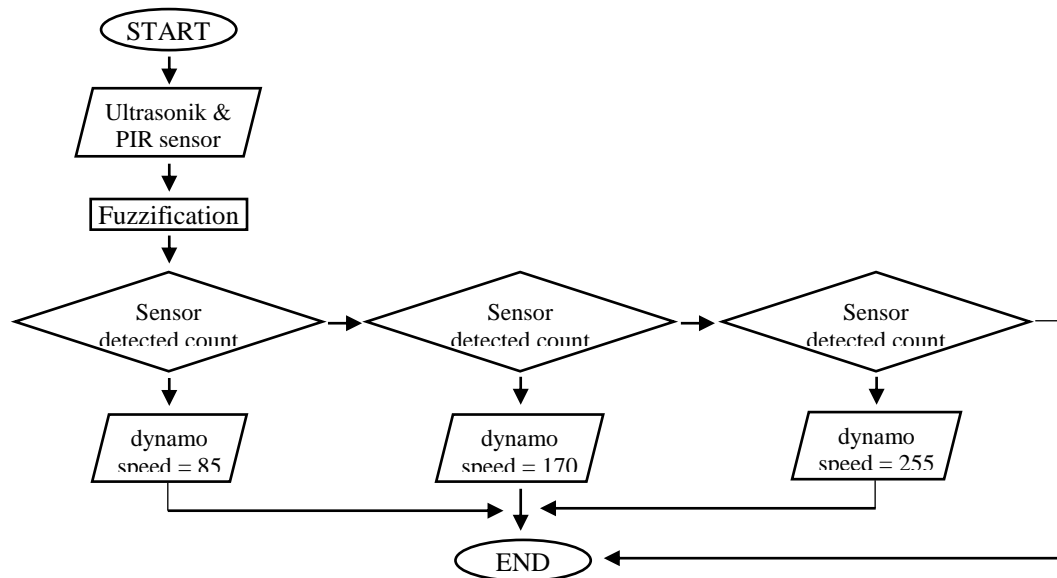 START
Ultrasonik &
PIR sensor
Fuzzification
Sensor
detected count
Sensor
detected count
Sensor
detected count
dynamo
speed = 85
dynamo
speed = 170
dynamo
speed = 255
END